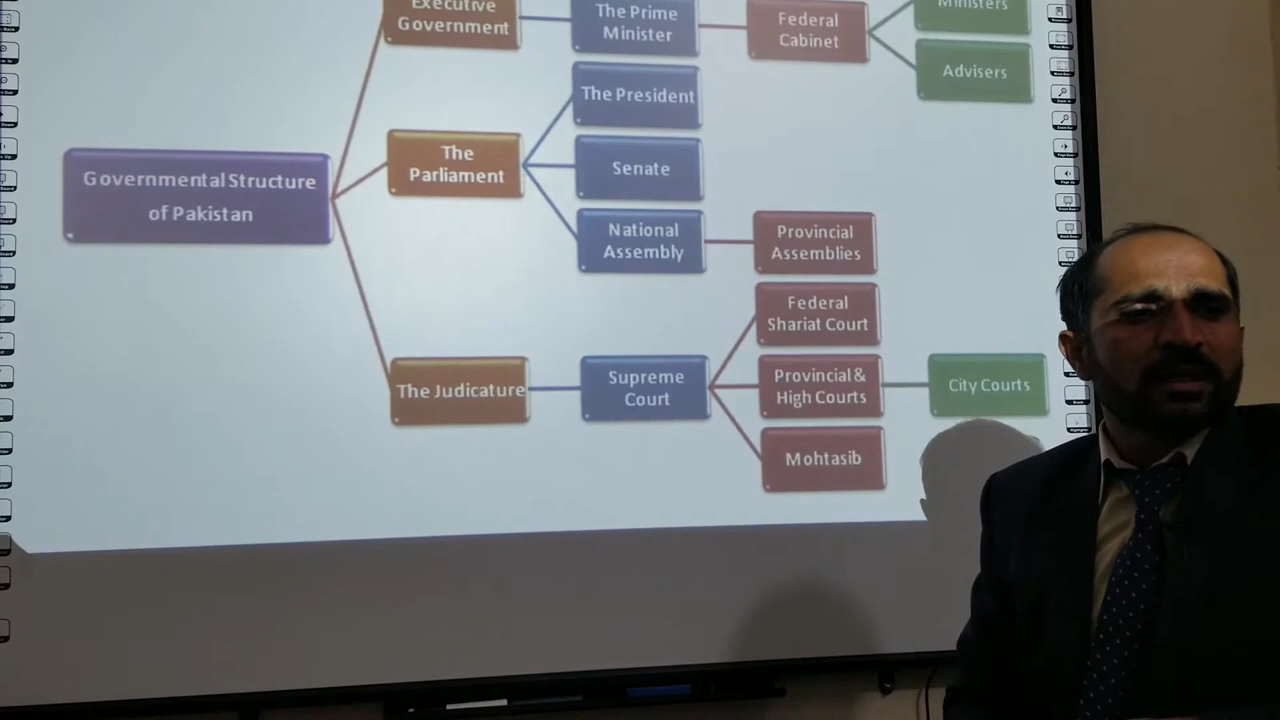 Executive
Government
The Prime
Minister
Federal
Cabinet
Ministers
Advisers
Governmental Structure
of Pakistan
The
Parliament
The President
Senate
National
Assembly
Provincial
Assemblies
The Judicature
Supreme
Court
Federal
Shariat Court
Provincial &
High Courts
City Courts
Mohtasib